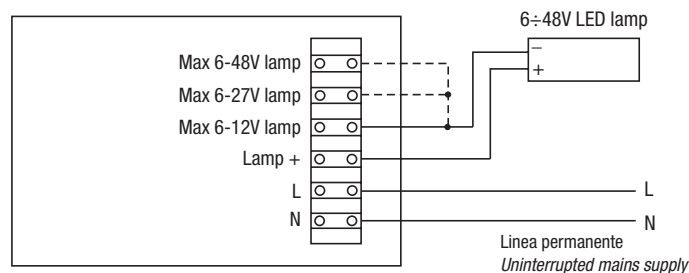 6÷48V LED lamp
Max 6-48V lamp
–
+
Max 6-27V lamp
Max 6-12V lamp
Lamp +
L
L
N
N
Linea permanente
Uninterrupted mains supply